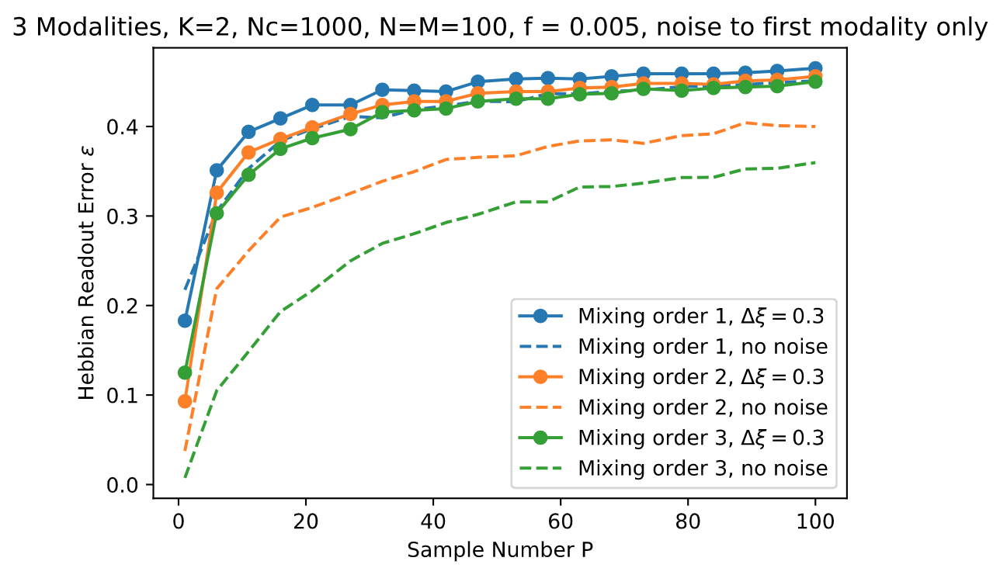 3 Modalities, K=2, Nc=1000, N=M=100, f = 0.005, noise to first modality only
Hebbian Readout Error ε
0.4
0.3
0.2
0.1
0.0
Mixing order 1, Δξ = 0.3
Mixing order 1, no noise
Mixing order 2, Δξ = 0.3
Mixing order 2, no noise
Mixing order 3, Δξ = 0.3
Mixing order 3, no noise
0 20 40 60 80 100
Sample Number P